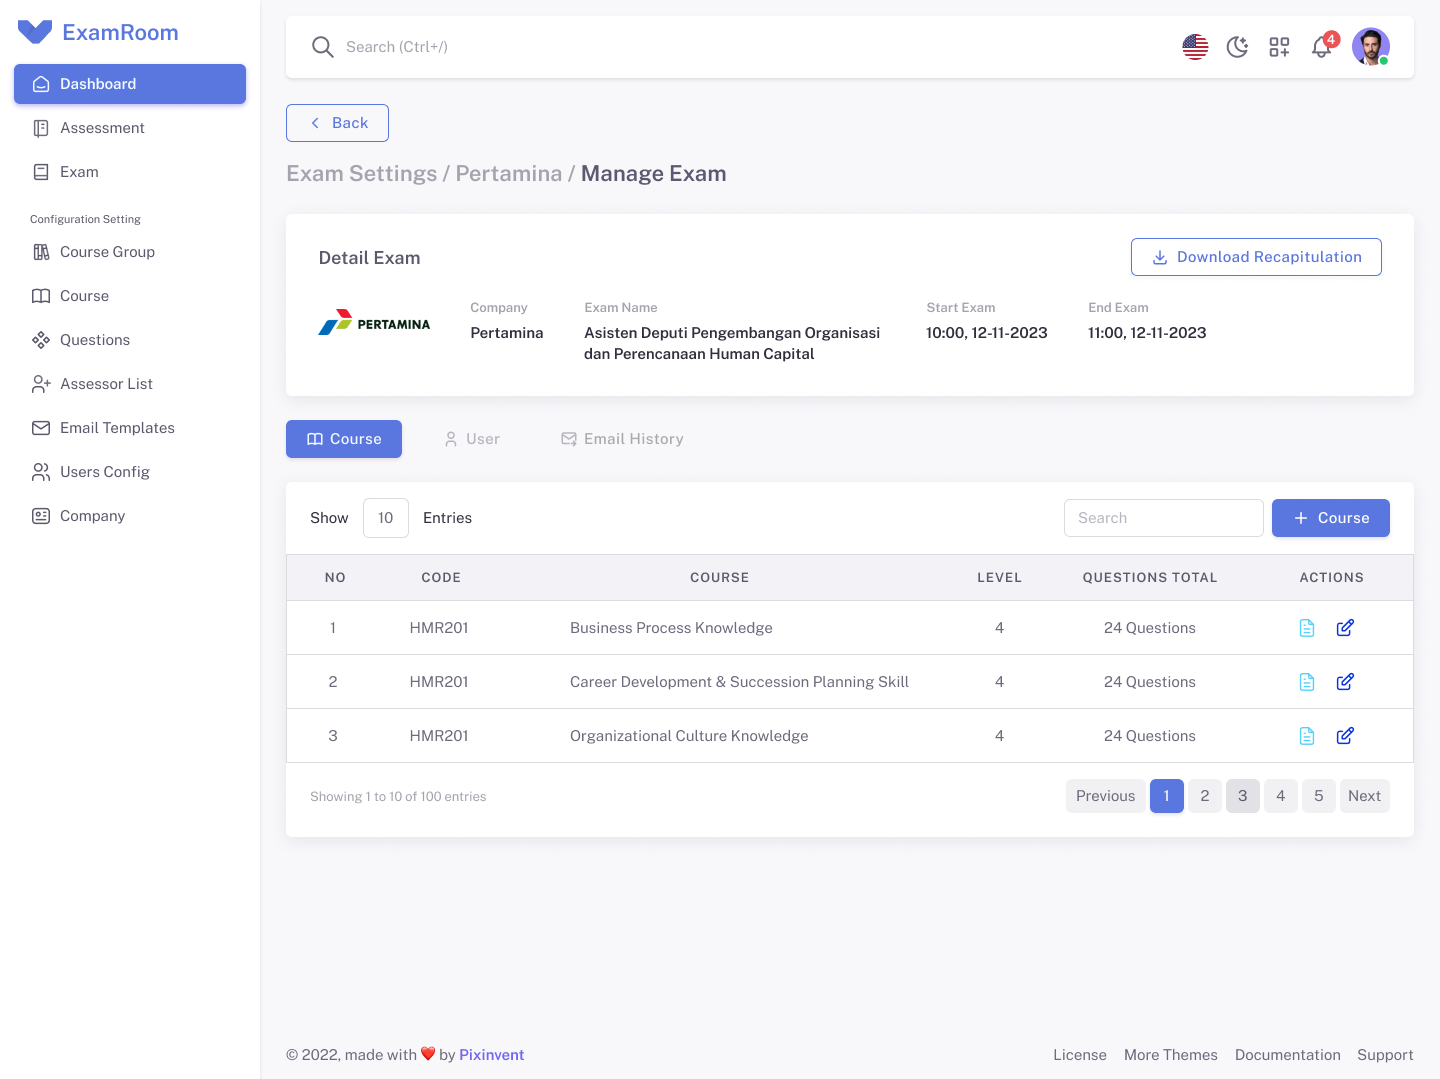 ExamRoom
Dashboard
Assessment
Exam
Configuration Setting
Course Group
Course
Questions
Assessor List
Email Templates
Users Config
Company
Search (Ctrl+/)
4
Back
Exam Settings / Pertamina / Manage Exam
Detail Exam
Download Recapitulation
PERTAMINA
Company
Pertamina
Exam Name
Asisten Deputi Pengembangan Organisasi
dan Perencanaan Human Capital
Start Exam
10:00, 12-11-2023
End Exam
11:00, 12-11-2023
Course
User
Email History
Show 10 Entries
Search
Course
NO CODE COURSE LEVEL QUESTIONS TOTAL ACTIONS
1 HMR201 Business Process Knowledge 4 24 Questions
2 HMR201 Career Development & Succession Planning Skill 4 24 Questions
3 HMR201 Organizational Culture Knowledge 4 24 Questions
Showing 1 to 10 of 100 entries
Previous 1 2 3 4 5 Next
© 2022, made with ❤️ by Pixinvent
License More Themes Documentation Support